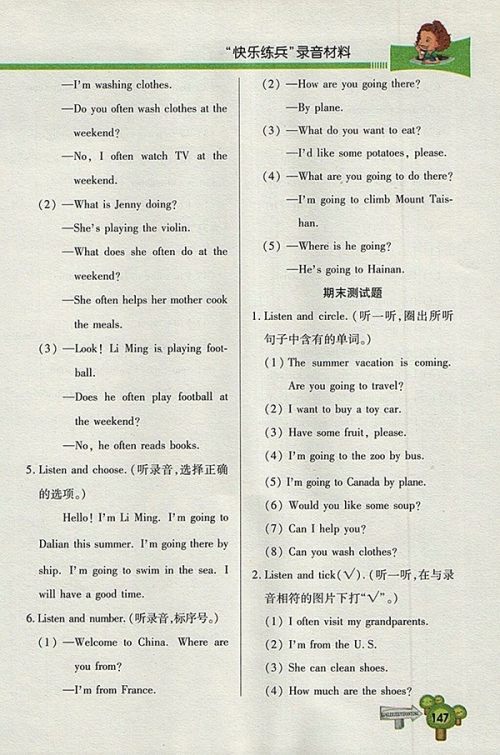 “快乐练兵”录音材料
—I'm washing clothes.
—Do you often wash clothes at the
weekend?
—No, I often watch TV at the
weekend.
(2) —What is Jenny doing?
—She's playing the violin.
—What does she often do at the
weekend?
—She often helps her mother cook
the meals.
(3) —Look! Li Ming is playing foot-
ball.
—Does he often play football at
the weekend?
—No, he often reads books.
5. Listen and choose. (听录音,选择正确
的选项。)
Hello! I'm Li Ming. I'm going to
Dalian this summer. I'm going there by
ship. I'm going to swim in the sea. I
will have a good time.
6. Listen and number. (听录音,标序号。)
(1) —Welcome to China. Where are
you from?
—I'm from France.
(2) —How are you going there?
—By plane.
(3) —What do you want to eat?
—I'd like some potatoes, please.
(4) —What are you going to do there?
—I'm going to climb Mount Tais-
han.
(5) —Where is he going?
—He's going to Hainan.
期末测试题
1. Listen and circle. (听一听,圈出所听
句子中含有的单词。)
(1) The summer vacation is coming.
Are you going to travel?
(2) I want to buy a toy car.
(3) Have some fruit, please.
(4) I'm going to the zoo by bus.
(5) I'm going to Canada by plane.
(6) Would you like some soup?
(7) Can I help you?
(8) Can you wash clothes?
2. Listen and tick(√). (听一听,在与录
音相符的图片下打“√”。)
(1) I often visit my grandparents.
(2) I'm from the U. S.
(3) She can clean shoes.
(4) How much are the shoes?
147